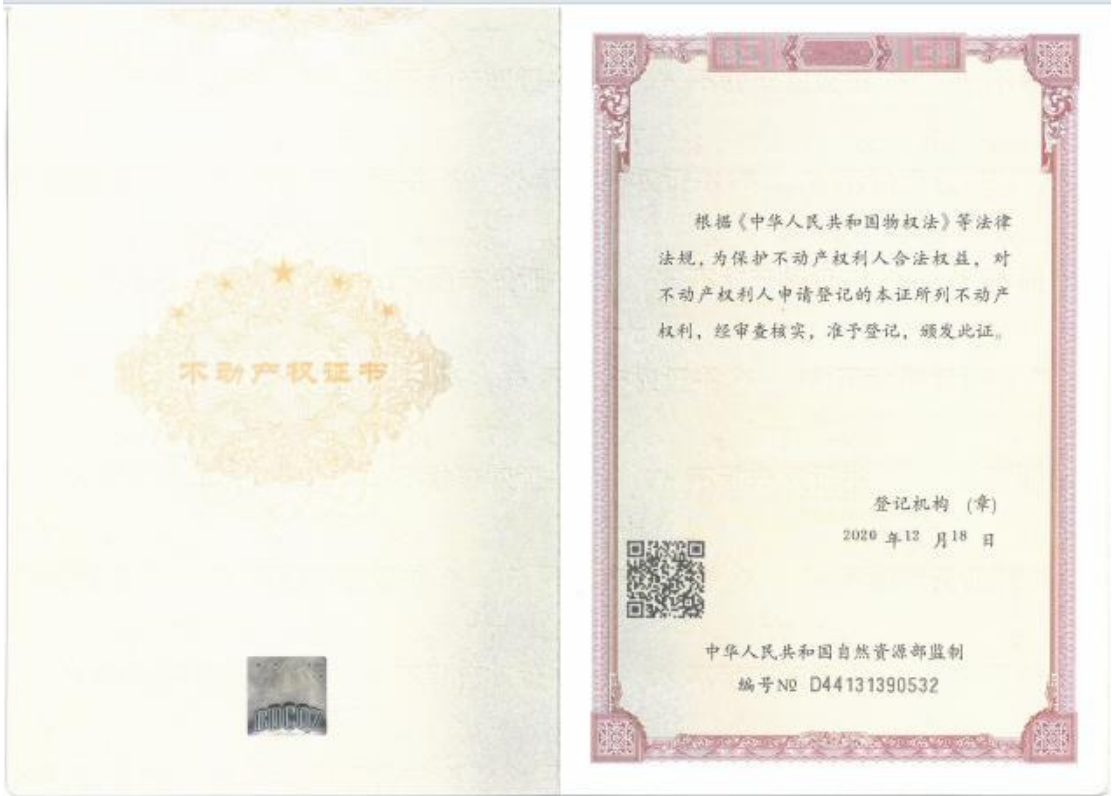 不动产权证书
根据《中华人民共和国物权法》等法律
法规，为保护不动产权利人合法权益，对
不动产权利人申请登记的本证所列不动产
权利，经审查核实，准予登记，颁发此证。
登记机构 (章)
2020 年12 月18 日
中华人民共和国自然资源部监制
编号№ D44131390532